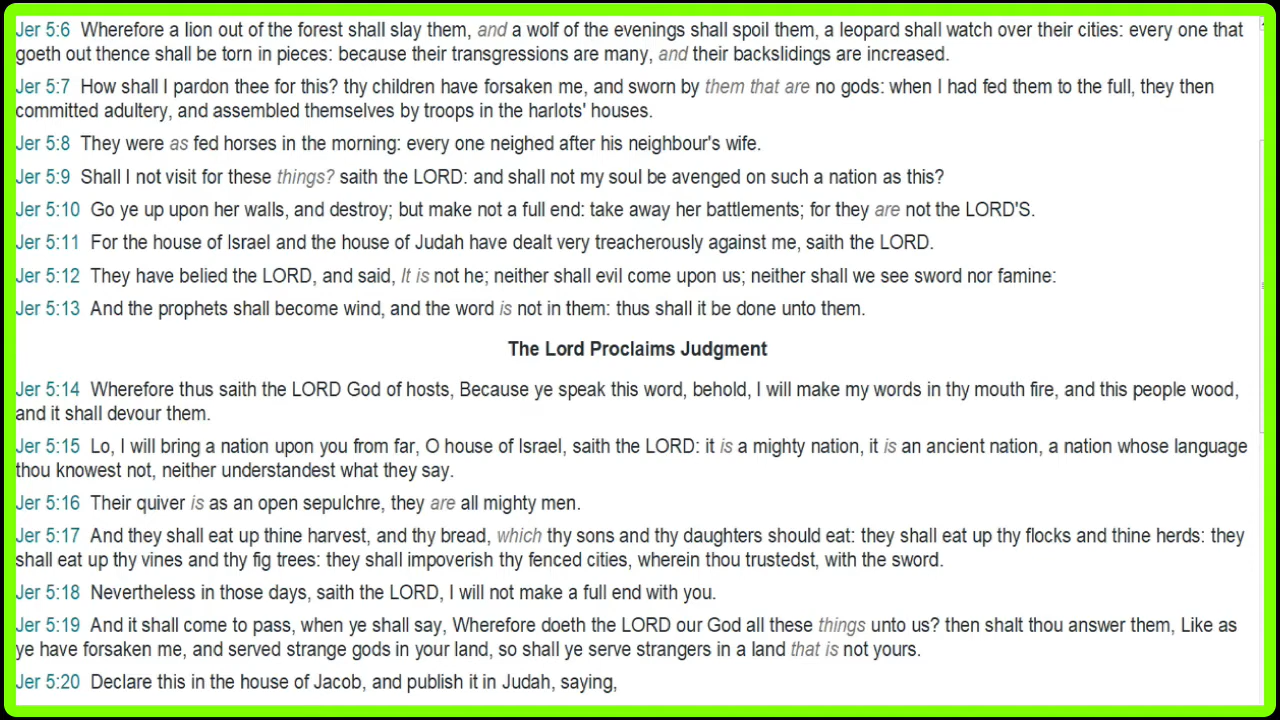 Jer 5:6 Wherefore a lion out of the forest shall slay them, and a wolf of the evenings shall spoil them, a leopard shall watch over their cities: every one that
goeth out thence shall be torn in pieces: because their transgressions are many, and their backslidings are increased.
Jer 5:7 How shall I pardon thee for this? thy children have forsaken me, and sworn by them that are no gods: when I had fed them to the full, they then
committed adultery, and assembled themselves by troops in the harlots' houses.
Jer 5:8 They were as fed horses in the morning: every one neighed after his neighbour's wife.
Jer 5:9 Shall I not visit for these things? saith the LORD: and shall not my soul be avenged on such a nation as this?
Jer 5:10 Go ye up upon her walls, and destroy; but make not a full end: take away her battlements; for they are not the LORD'S.
Jer 5:11 For the house of Israel and the house of Judah have dealt very treacherously against me, saith the LORD.
Jer 5:12 They have belied the LORD, and said, It is not he; neither shall evil come upon us; neither shall we see sword nor famine:
Jer 5:13 And the prophets shall become wind, and the word is not in them: thus shall it be done unto them.
The Lord Proclaims Judgment
Jer 5:14 Wherefore thus saith the LORD God of hosts, Because ye speak this word, behold, I will make my words in thy mouth fire, and this people wood,
and it shall devour them.
Jer 5:15 Lo, I will bring a nation upon you from far, O house of Israel, saith the LORD: it is a mighty nation, it is an ancient nation, a nation whose language
thou knowest not, neither understandest what they say.
Jer 5:16 Their quiver is as an open sepulchre, they are all mighty men.
Jer 5:17 And they shall eat up thine harvest, and thy bread, which thy sons and thy daughters should eat: they shall eat up thy flocks and thine herds: they
shall eat up thy vines and thy fig trees: they shall impoverish thy fenced cities, wherein thou trustedst, with the sword.
Jer 5:18 Nevertheless in those days, saith the LORD, I will not make a full end with you.
Jer 5:19 And it shall come to pass, when ye shall say, Wherefore doeth the LORD our God all these things unto us? then shalt thou answer them, Like as
ye have forsaken me, and served strange gods in your land, so shall ye serve strangers in a land that is not yours.
Jer 5:20 Declare this in the house of Jacob, and publish it in Judah, saying,